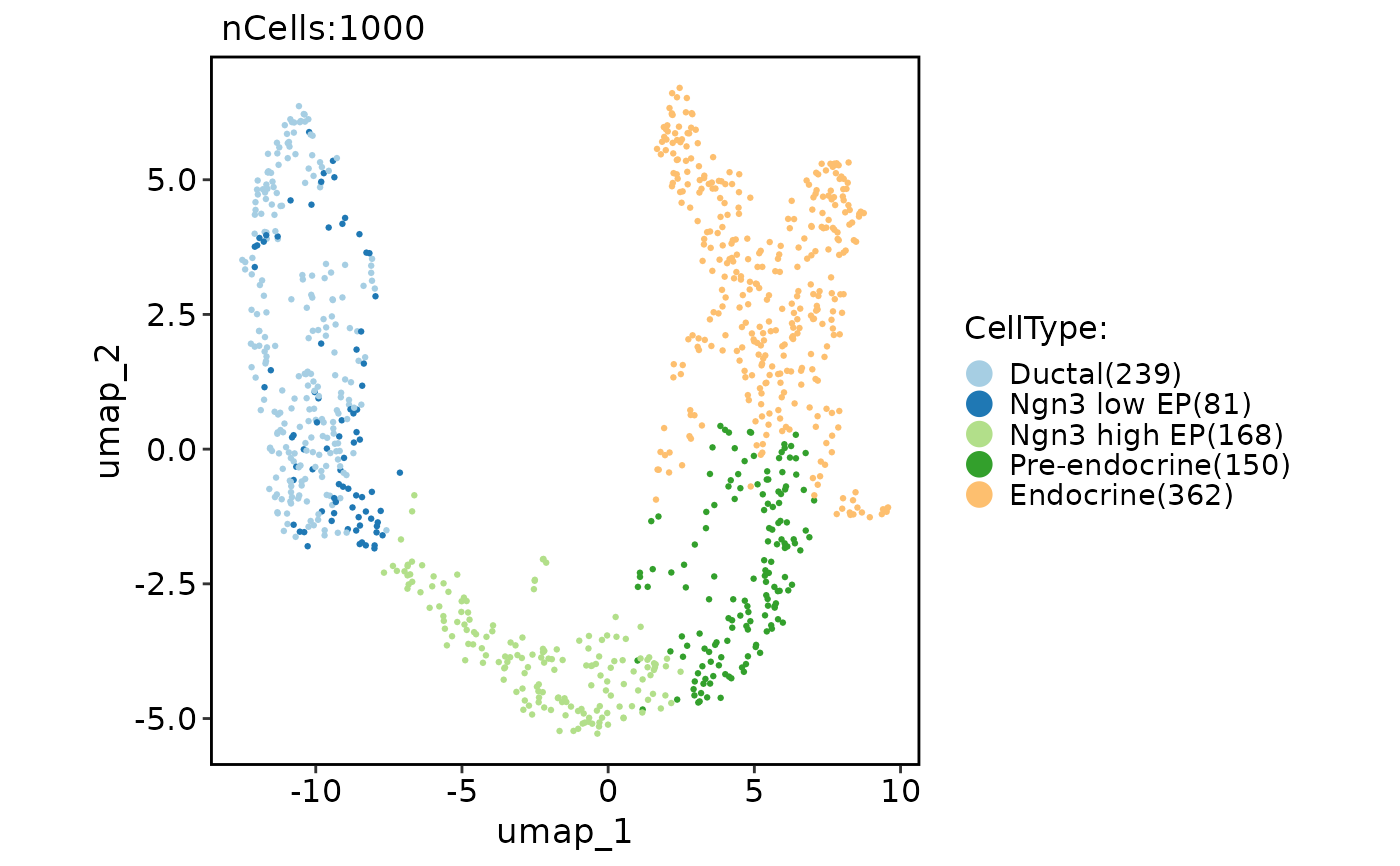 nCells:1000
umap_2
5.0
2.5
0.0
-2.5
-5.0
-10
-5
0
5
10
umap_1
CellType:
Ductal(239)
Ngn3 low EP(81)
Ngn3 high EP(168)
Pre-endocrine(150)
Endocrine(362)